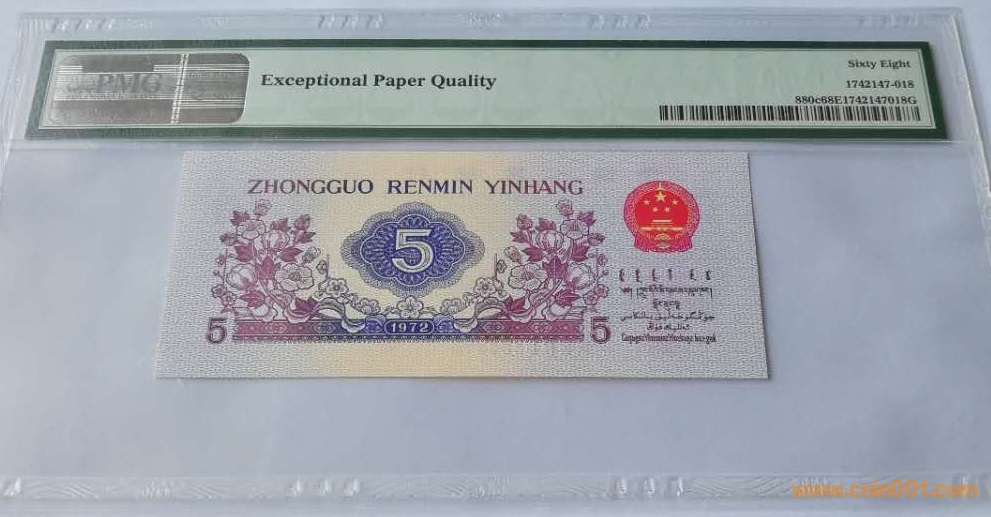 PMG
Exceptional Paper Quality
Sixty Eight
1742147-018
880c68E1742147018G
ZHONGGUO RENMIN YINHANG
5
5
1972
5
www.coin001.com